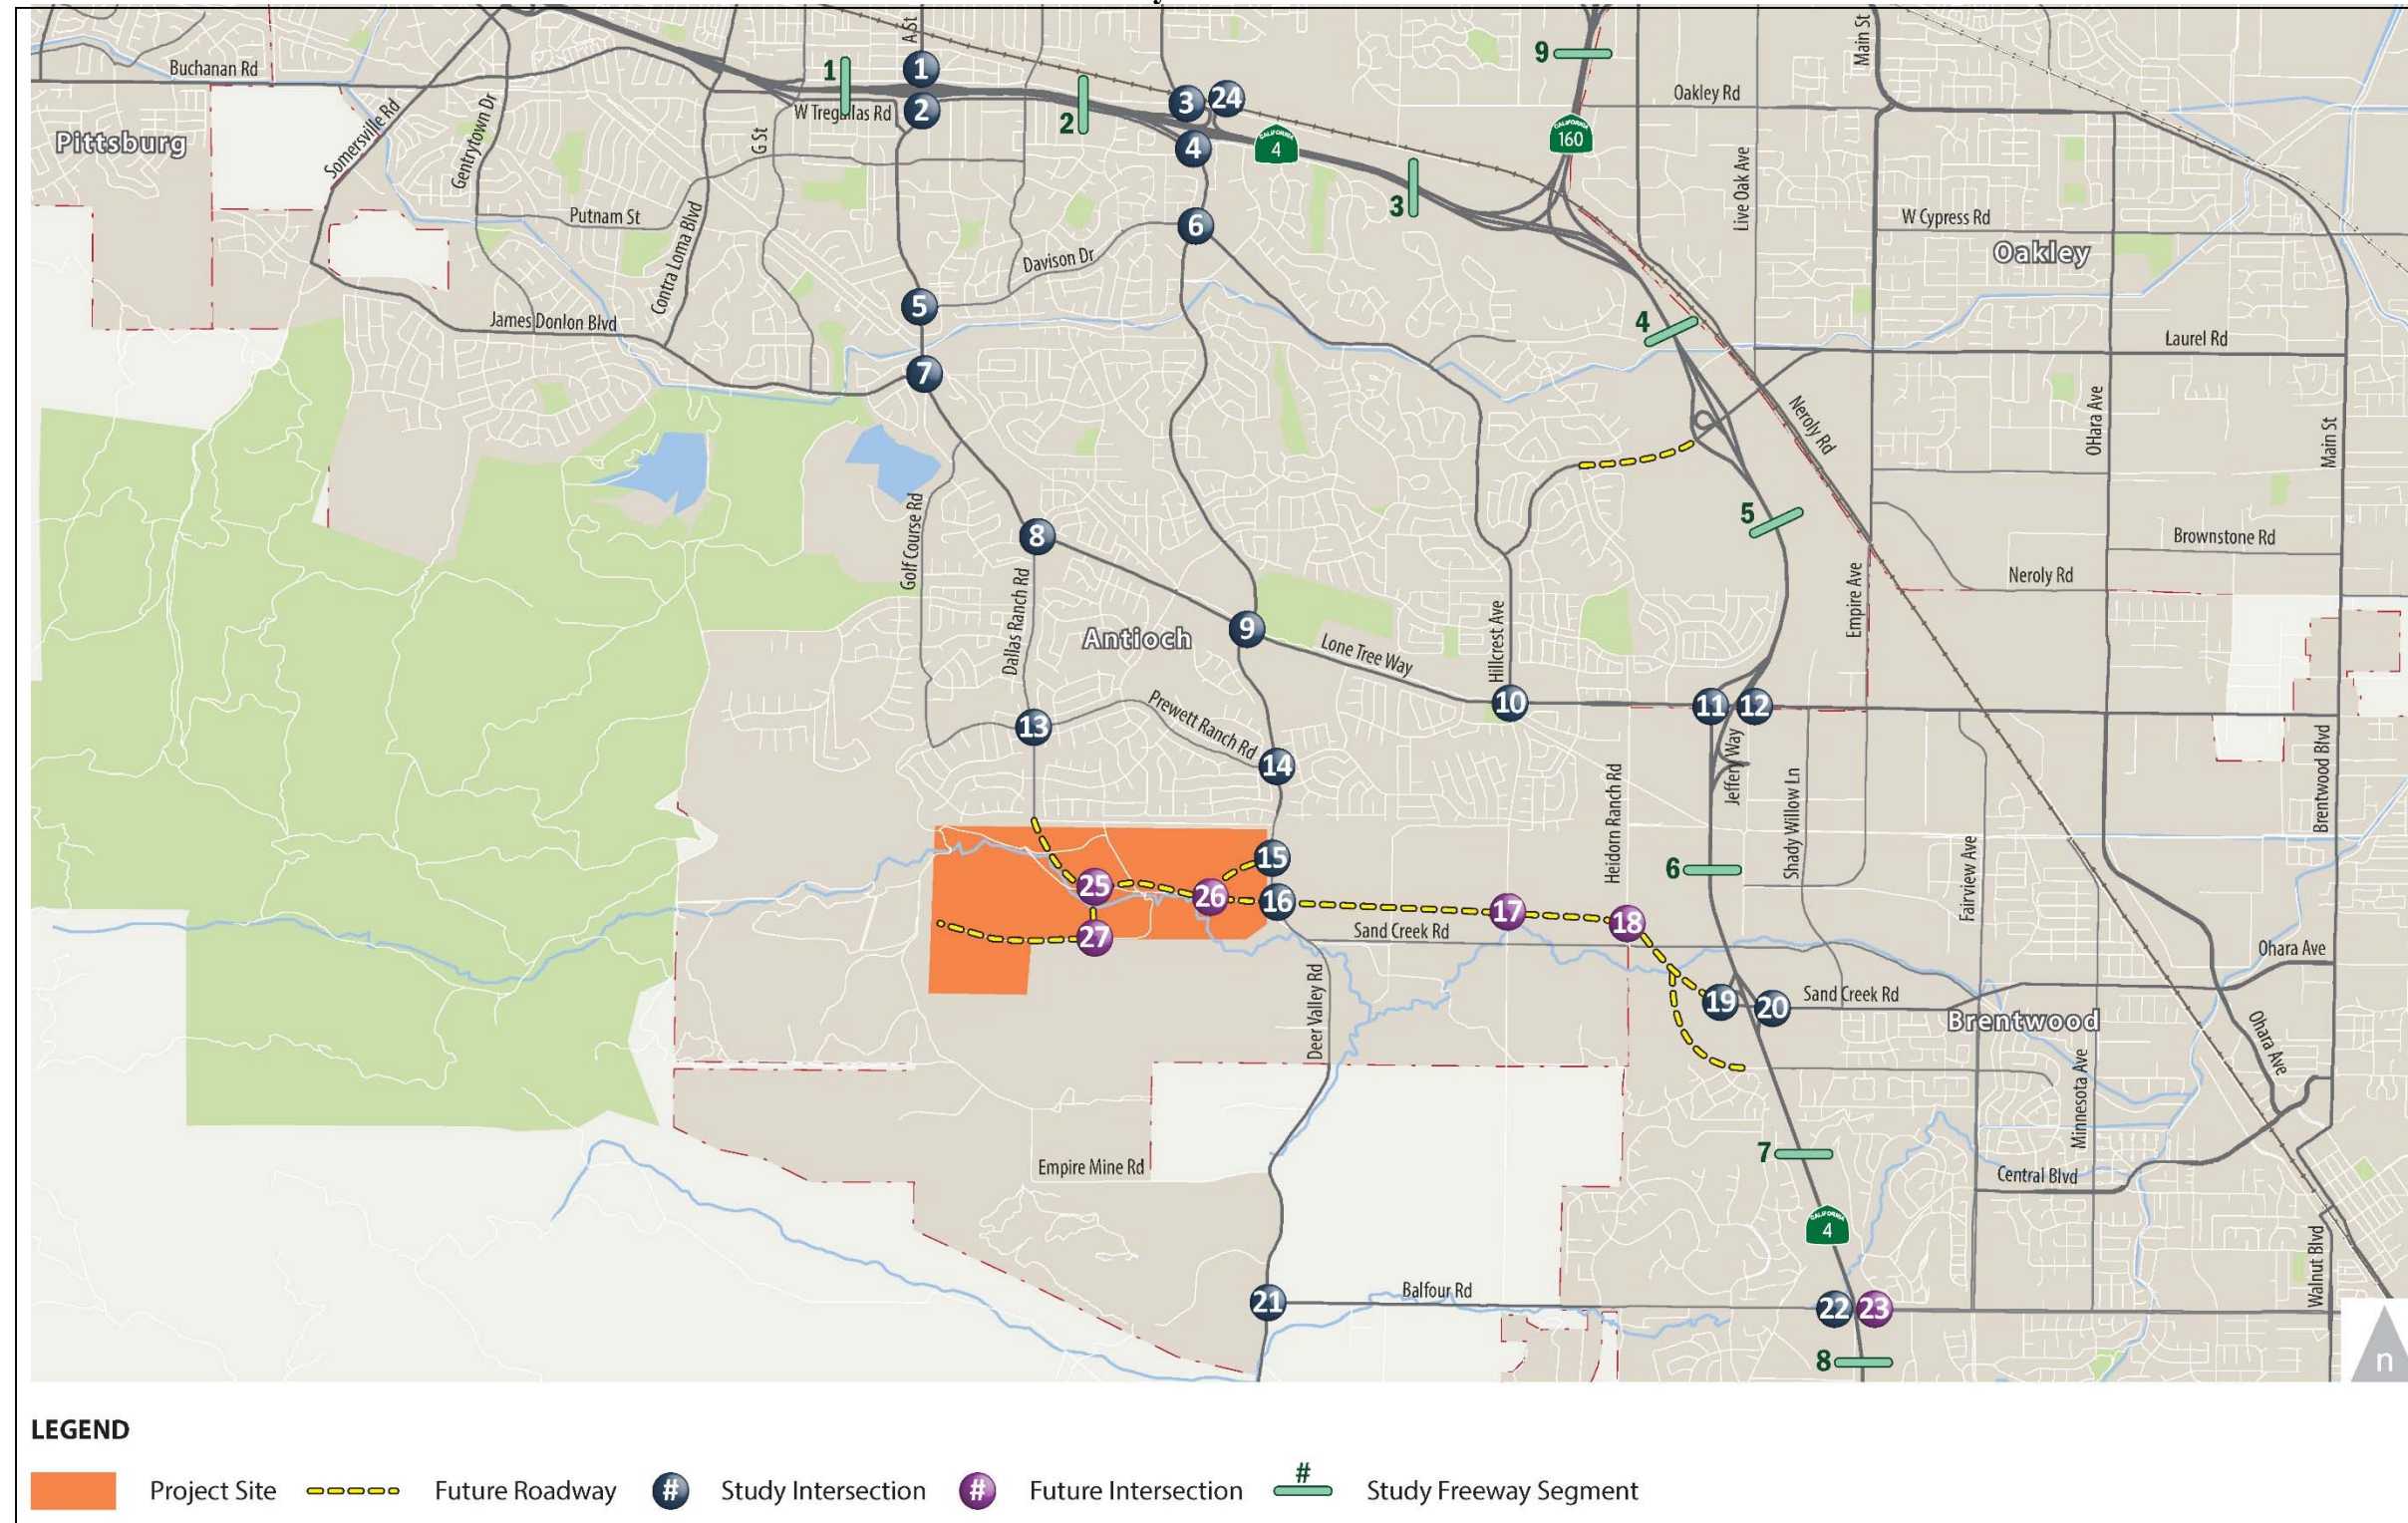 A St
Main St
9
Buchanan Rd
1
1
Oakley Rd
2
W Tregallas Rd
3
24
2
CALIFORNIA
160
Pittsburg
Somersville Rd
Gentrytown Dr
G St
4
CALIFORNIA
4
Live Oak Ave
3
Putnam St
Contra Loma Blvd
6
W Cypress Rd
Oakley
Davison Dr
5
James Donlon Blvd
4
Laurel Rd
7
Neroly Rd
OHara Ave
Main St
Golf Course Rd
8
5
Brownstone Rd
Dallas Ranch Rd
Neroly Rd
Empire Ave
Antioch
9
Hillcrest Ave
Lone Tree Way
10
11
12
13
Prewett Ranch Rd
14
Jeffery Way
Heidorn Ranch Rd
Shady Willow Ln
Brentwood Blvd
Fairview Ave
15
6
25
26
16
17
18
27
Sand Creek Rd
Ohara Ave
Deer Valley Rd
19
20
Sand Creek Rd
Brentwood
Ohara Ave
Minnesota Ave
7
Empire Mine Rd
Central Blvd
CALIFORNIA
4
Walnut Blvd
21
Balfour Rd
22
23
8
n
LEGEND
Project Site
Future Roadway
# Study Intersection
# Future Intersection
# Study Freeway Segment